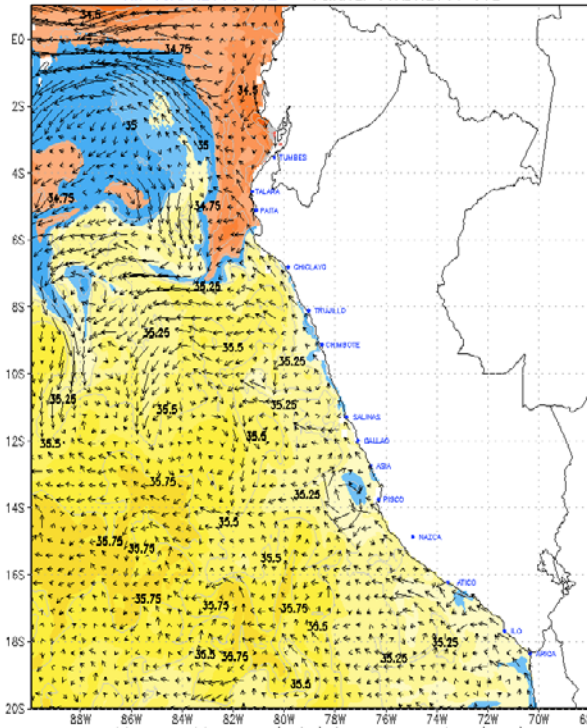 34.5
34.75
EQ
34.5
2S
35
35
TUMBES
4S
34.75
TALARA
34.75
PAITA
6S
CHICLAYO
35.25
8S
TRUJILLO
35.25
35.5
CHIMBOTE
35.25
10S
35.25
35.25
35.5
SALINAS
35.5
35.5
12S
CALLAO
ASIA
35.75
35.25
14S
PISCO
35.5
35.75
NAZCA
35.75
35.5
16S
ATICO
35.75
35.75
35.75
35.5
ILO
18S
35.25
ARICA
35.5
35.75
35.25
35.5
20S
88W 86W 84W 82W 80W 78W 76W 74W 72W 70W 68W